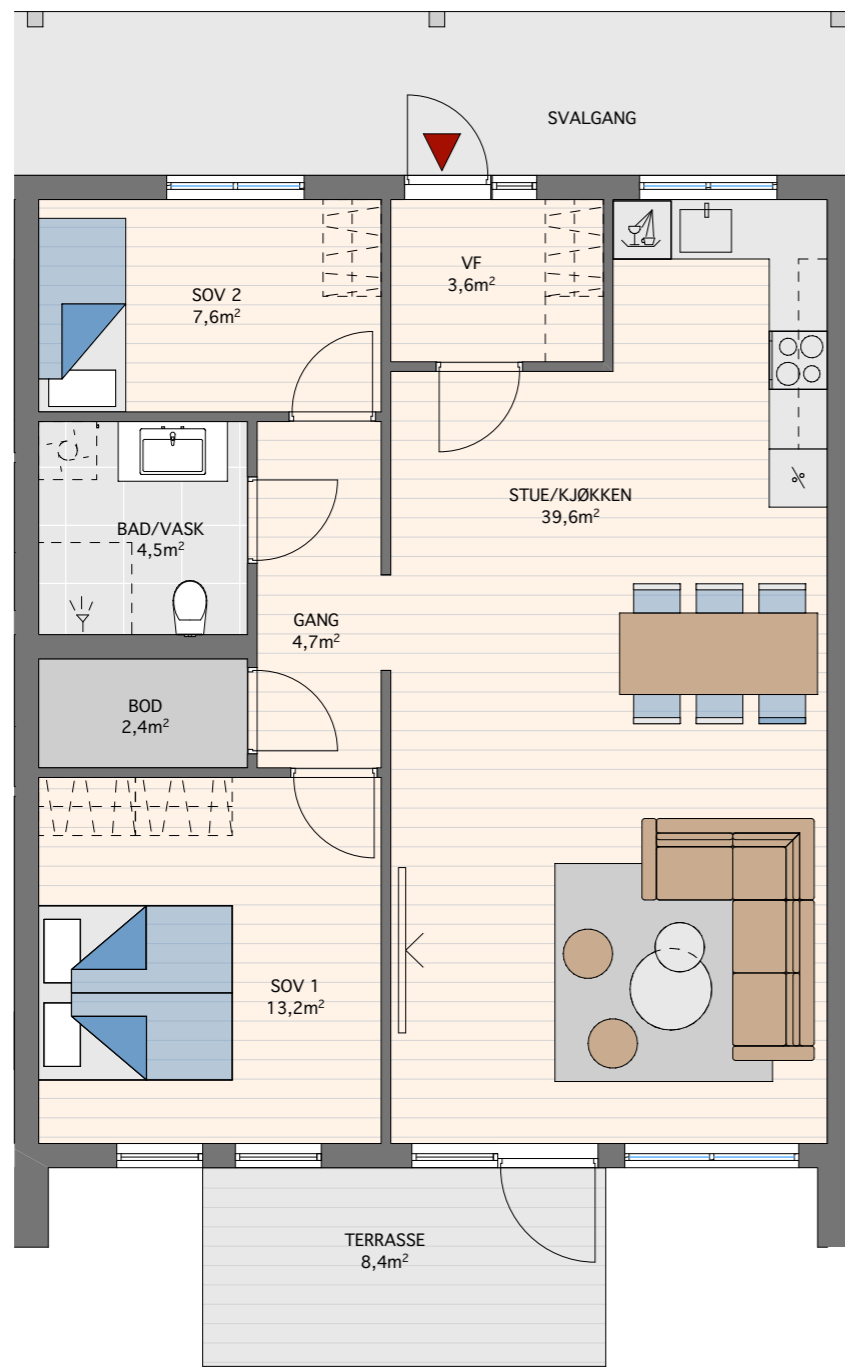 SVALGANG
SOV 2
7,6m²
VF
3,6m²
STUE/KJØKKEN
39,6m²
BAD/VASK
4,5m²
GANG
4,7m²
BOD
2,4m²
SOV 1
13,2m²
TERRASSE
8,4m²